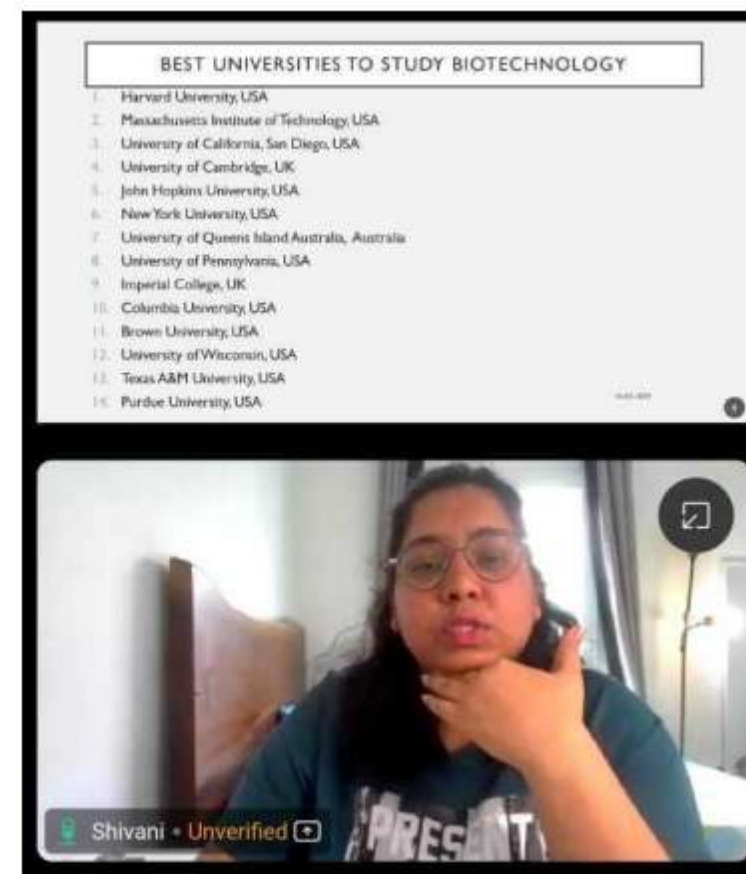 BEST UNIVERSITIES TO STUDY BIOTECHNOLOGY
1. Harvard University, USA
2. Massachusetts Institute of Technology, USA
3. University of California, San Diego, USA
4. University of Cambridge, UK
5. John Hopkins University, USA
6. New York University, USA
7. University of Queens Island Australia, Australia
8. University of Pennsylvania, USA
9. Imperial College, UK
10. Columbia University, USA
11. Brown University, USA
12. University of Wisconsin, USA
13. Texas A&M University, USA
14. Purdue University, USA
Shivani • Unverified
PRESENT